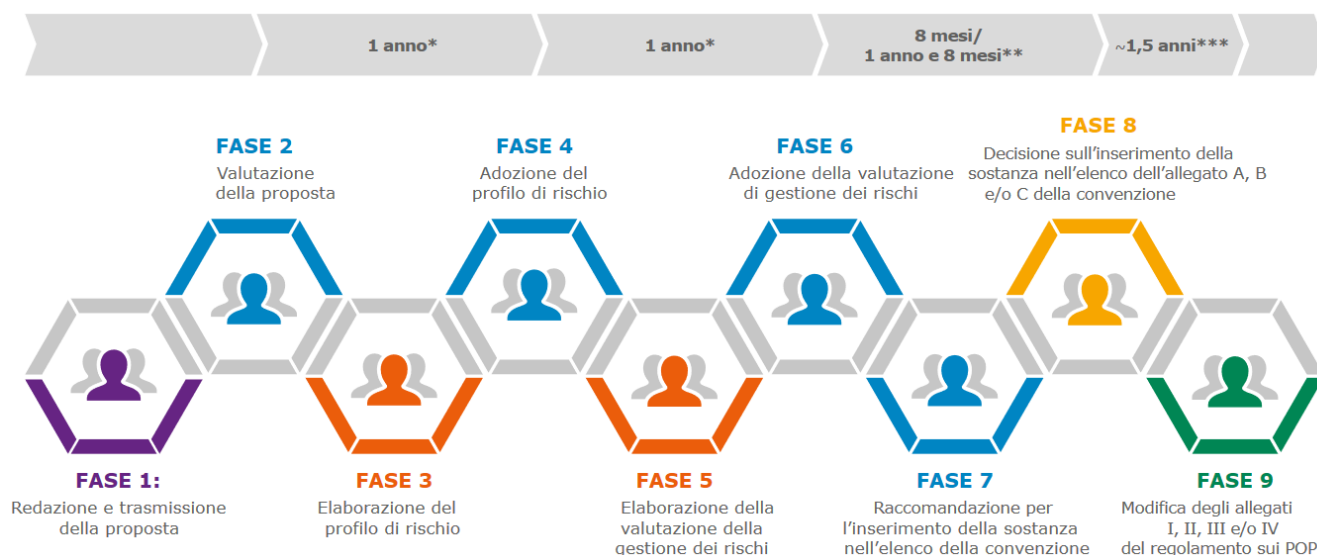 1 anno*
1 anno*
8 mesi/
1 anno e 8 mesi**
~1,5 anni***
FASE 2
Valutazione
della proposta
FASE 4
Adozione del
profilo di rischio
FASE 6
Adozione della valutazione
di gestione dei rischi
FASE 8
Decisione sull'inserimento della
sostanza nell'elenco dell'allegato A, B
e/o C della convenzione
FASE 1:
Redazione e trasmissione
della proposta
FASE 3
Elaborazione del
profilo di rischio
FASE 5
Elaborazione della
valutazione della
gestione dei rischi
FASE 7
Raccomandazione per
l'inserimento della sostanza
nell'elenco della convenzione
FASE 9
Modifica degli allegati
I, II, III e/o IV
del regolamento sui POP